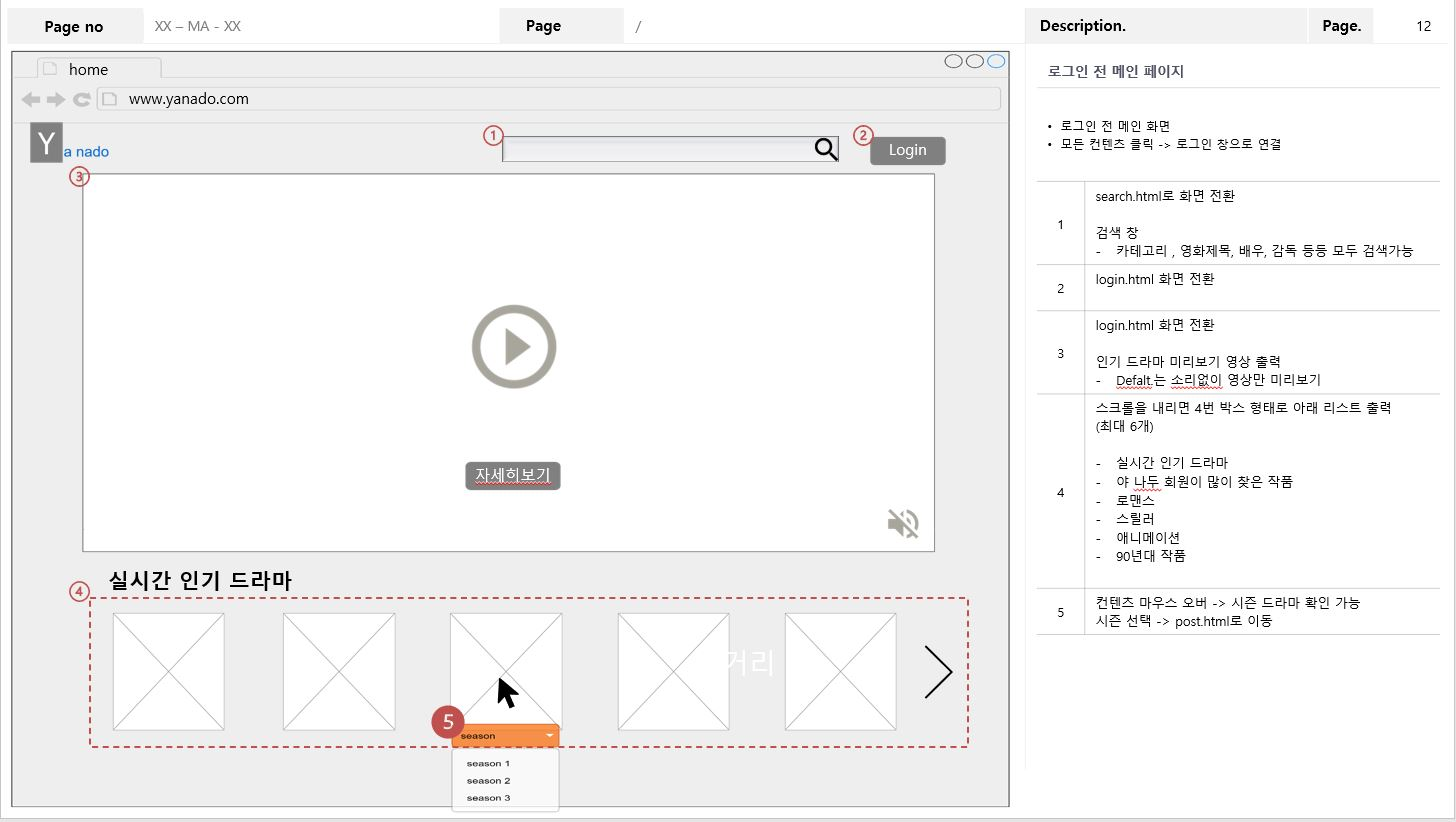 Page no
XX – MA - XX
Page
/
Description.
Page.
12
home
www.yanado.com
Y
a nado
1
2
Login
3
자세히보기
실시간 인기 드라마
4
거리
5
season
season 1
season 2
season 3
로그인 전 메인 페이지
• 로그인 전 메인 화면
• 모든 컨텐츠 클릭 -> 로그인 창으로 연결
1
search.html로 화면 전환
검색 창
- 카테고리 , 영화제목, 배우, 감독 등등 모두 검색가능
2
login.html 화면 전환
3
login.html 화면 전환
인기 드라마 미리보기 영상 출력
- Defalt.는 소리없이 영상만 미리보기
4
스크롤을 내리면 4번 박스 형태로 아래 리스트 출력
(최대 6개)
- 실시간 인기 드라마
- 야 나두 회원이 많이 찾은 작품
- 로맨스
- 스릴러
- 애니메이션
- 90년대 작품
5
컨텐츠 마우스 오버 -> 시즌 드라마 확인 가능
시즌 선택 -> post.html로 이동